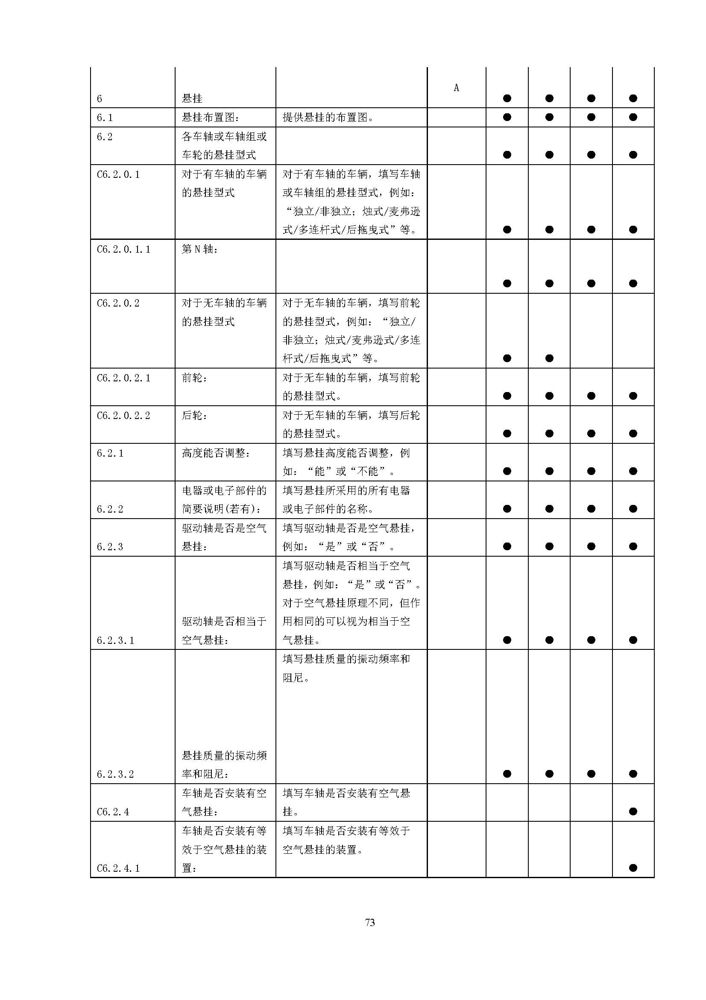 A
6 悬挂 ● ● ● ●
6.1 悬挂布置图： 提供悬挂的布置图。 ● ● ● ●
6.2 各车轴或车轴组或
车轮的悬挂型式 ● ● ● ●
C6.2.0.1 对于有车轴的车辆 对于有车轴的车辆，填写车轴
的悬挂型式 或车轴组的悬挂型式，例如：
“独立/非独立；烛式/麦弗逊
式/多连杆式/后拖曳式”等。 ● ● ● ●
C6.2.0.1.1 第 N 轴：
● ● ● ●
C6.2.0.2 对于无车轴的车辆 对于无车轴的车辆，填写前轮
的悬挂型式 的悬挂型式，例如：“独立/
非独立；烛式/麦弗逊式/多连
杆式/后拖曳式”等。 ● ●
C6.2.0.2.1 前轮： 对于无车轴的车辆，填写前轮
的悬挂型式。 ● ● ● ●
C6.2.0.2.2 后轮： 对于无车轴的车辆，填写后轮
的悬挂型式。 ● ● ● ●
6.2.1 高度能否调整： 填写悬挂高度能否调整，例
如：“能”或“不能”。 ● ● ● ●
电器或电子部件的 填写悬挂所采用的所有电器
6.2.2 简要说明(若有)： 或电子部件的名称。 ● ● ● ●
驱动轴是否是空气 填写驱动轴是否是空气悬挂，
6.2.3 悬挂： 例如：“是”或“否”。 ● ● ● ●
填写驱动轴是否相当于空气
悬挂，例如：“是”或“否”。
对于空气悬挂原理不同，但作
驱动轴是否相当于 用相同的可以视为相当于空
6.2.3.1 空气悬挂： 气悬挂。 ● ● ● ●
填写悬挂质量的振动频率和
阻尼。
悬挂质量的振动频
6.2.3.2 率和阻尼： ● ● ● ●
车轴是否安装有空 填写车轴是否安装有空气悬
C6.2.4 气悬挂： 挂。 ●
车轴是否安装有等 填写车轴是否安装有等效于
效于空气悬挂的装 空气悬挂的装置。
C6.2.4.1 置： ●
73